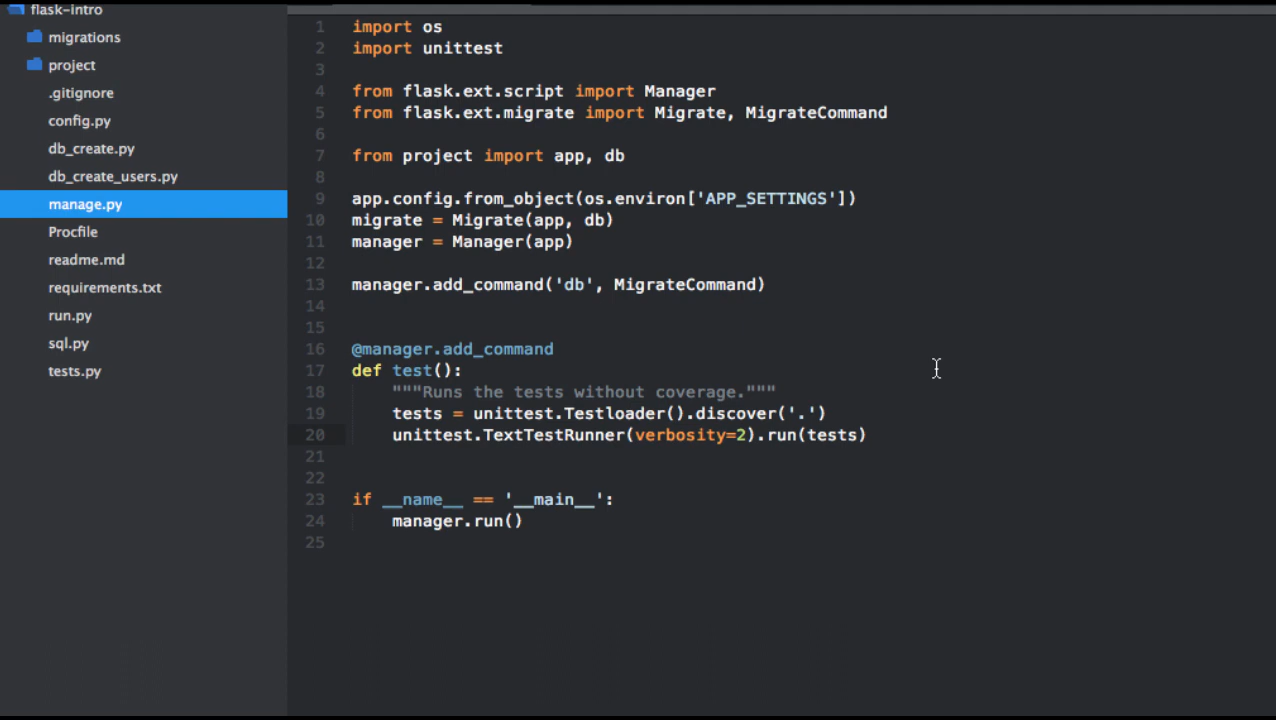 flask-intro
migrations
project
.gitignore
config.py
db_create.py
db_create_users.py
manage.py
Procfile
readme.md
requirements.txt
run.py
sql.py
tests.py
1 import os
2 import unittest
3
4 from flask.ext.script import Manager
5 from flask.ext.migrate import Migrate, MigrateCommand
6
7 from project import app, db
8
9 app.config.from_object(os.environ['APP_SETTINGS'])
10 migrate = Migrate(app, db)
11 manager = Manager(app)
12
13 manager.add_command('db', MigrateCommand)
14
15
16 @manager.add_command
17 def test():
18     """Runs the tests without coverage."""
19     tests = unittest.Testloader().discover('.')
20     unittest.TextTestRunner(verbosity=2).run(tests)
21
22
23 if __name__ == '__main__':
24     manager.run()
25